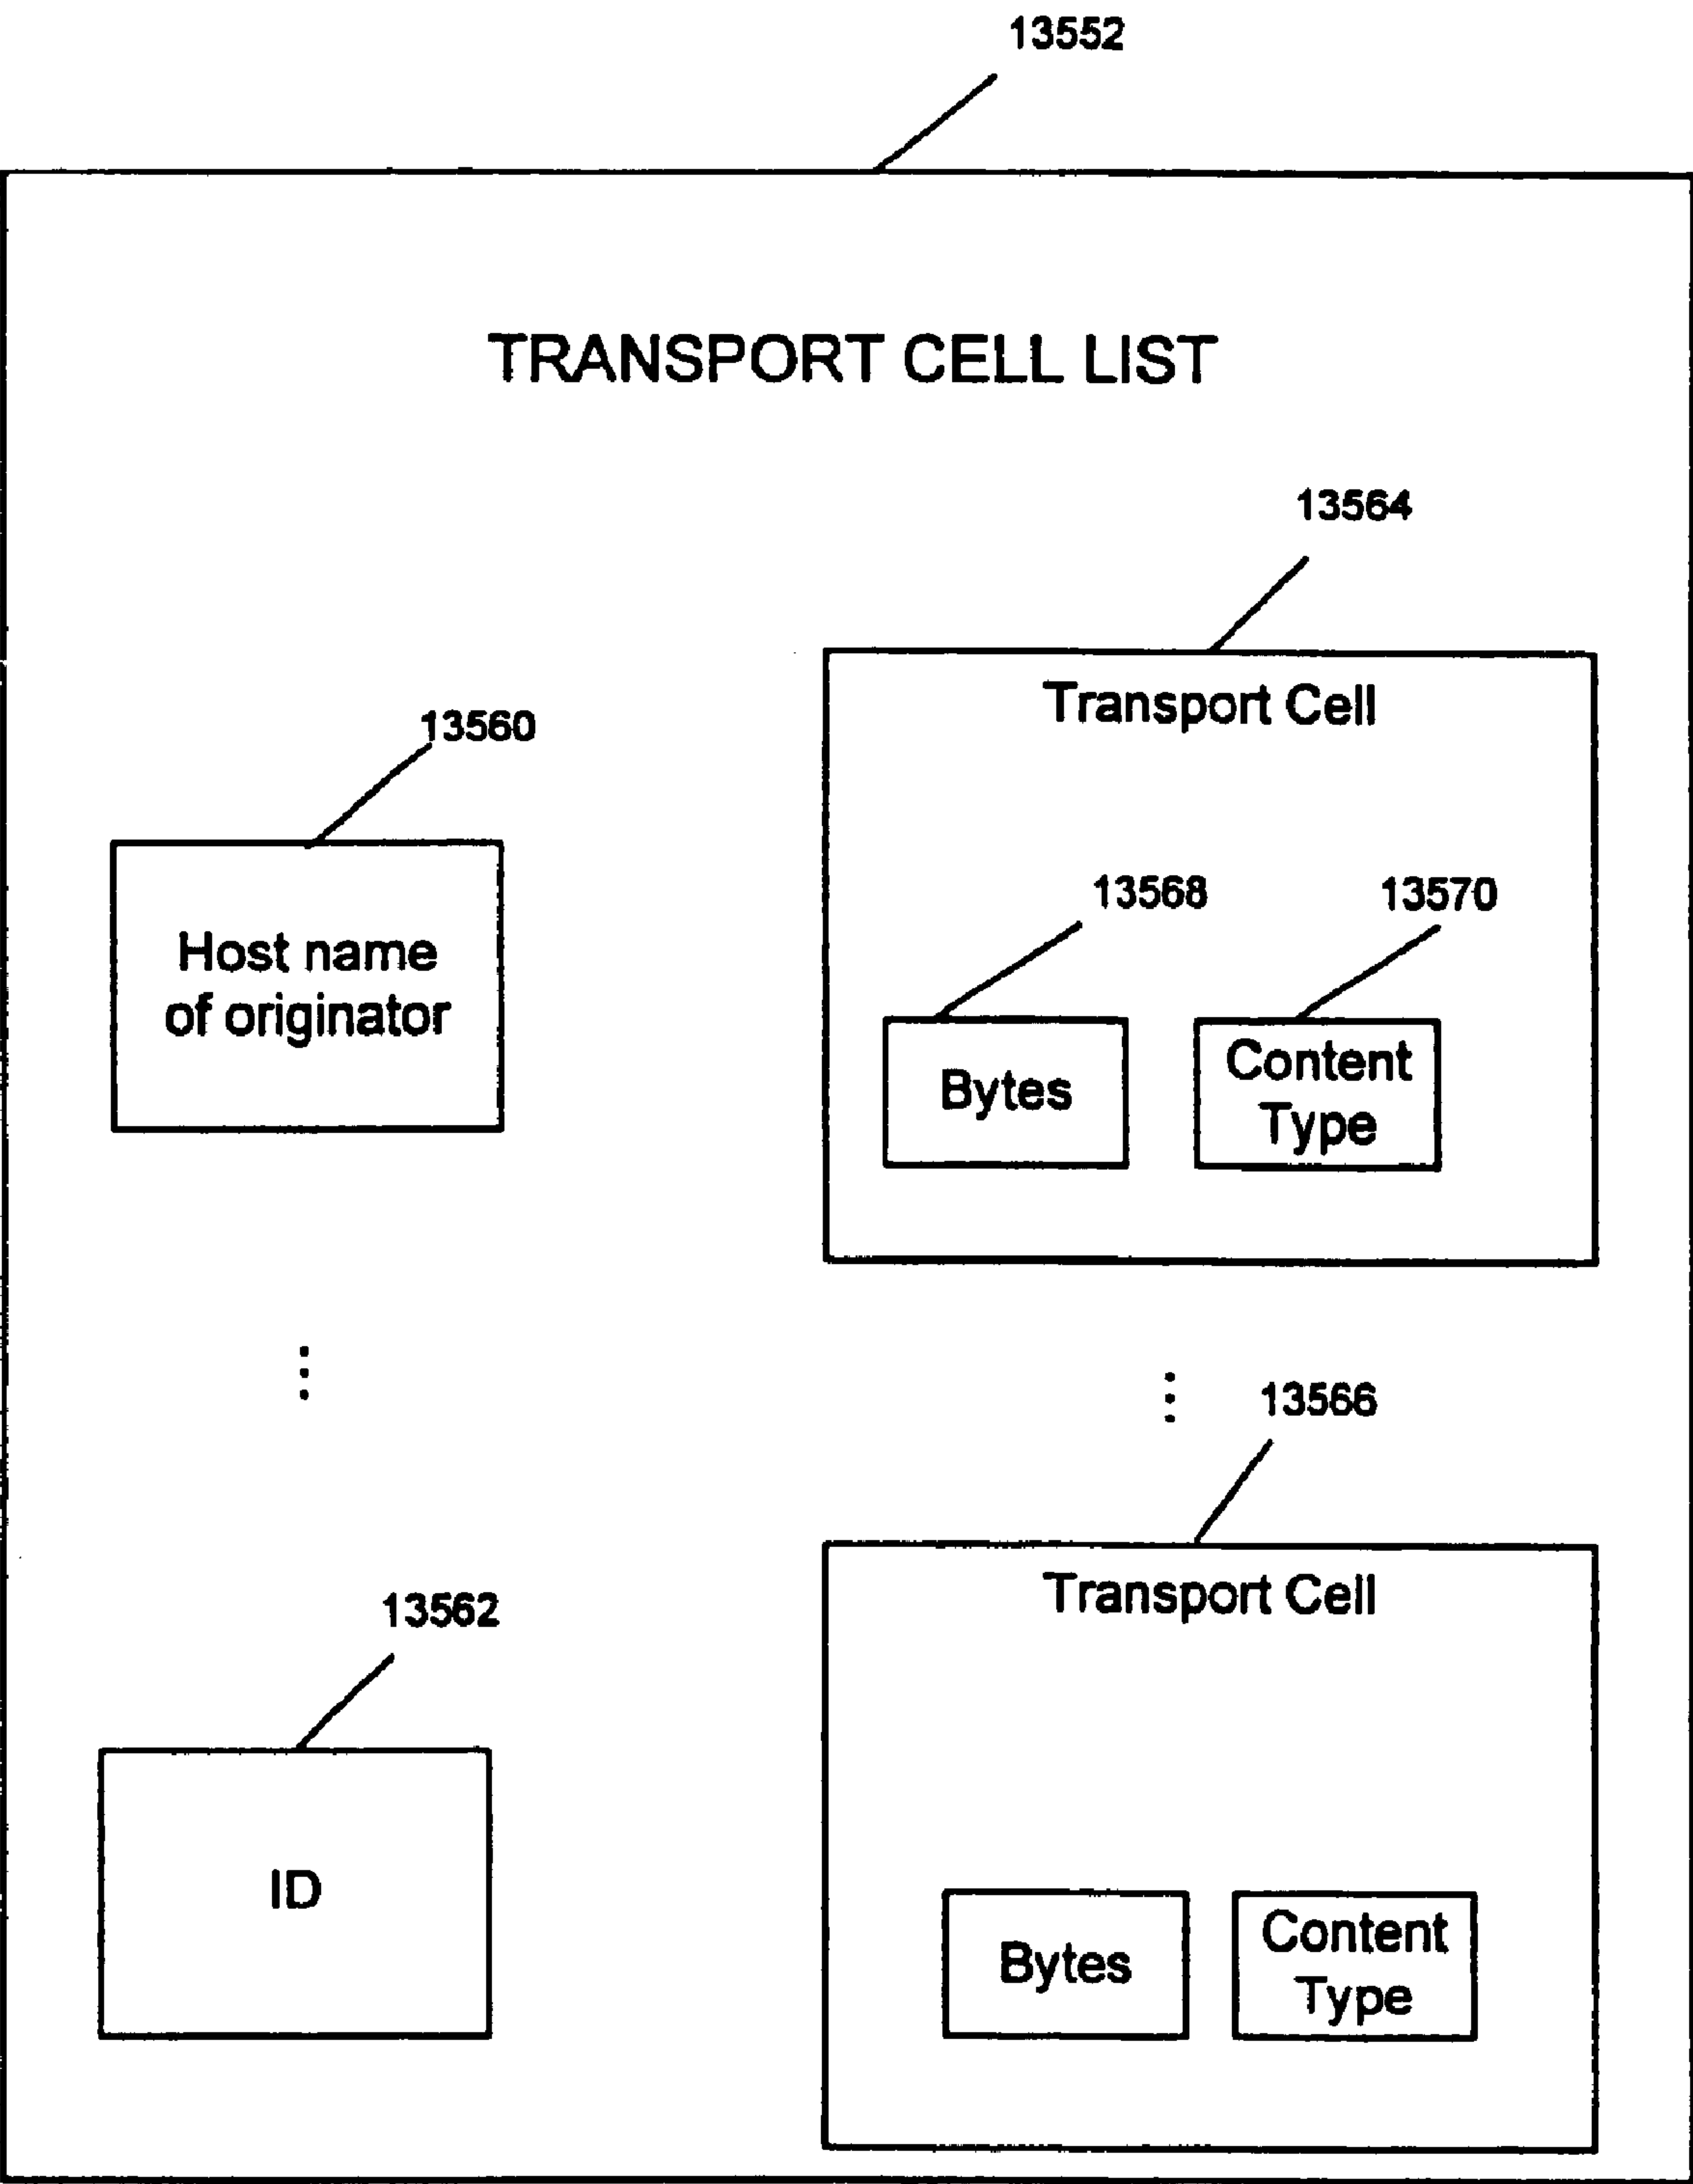 13552
TRANSPORT CELL LIST
13564
Transport Cell
13560
13568 13570
Host name
of originator
Bytes
Content
Type
13566
Transport Cell
13562
ID
Bytes
Content
Type